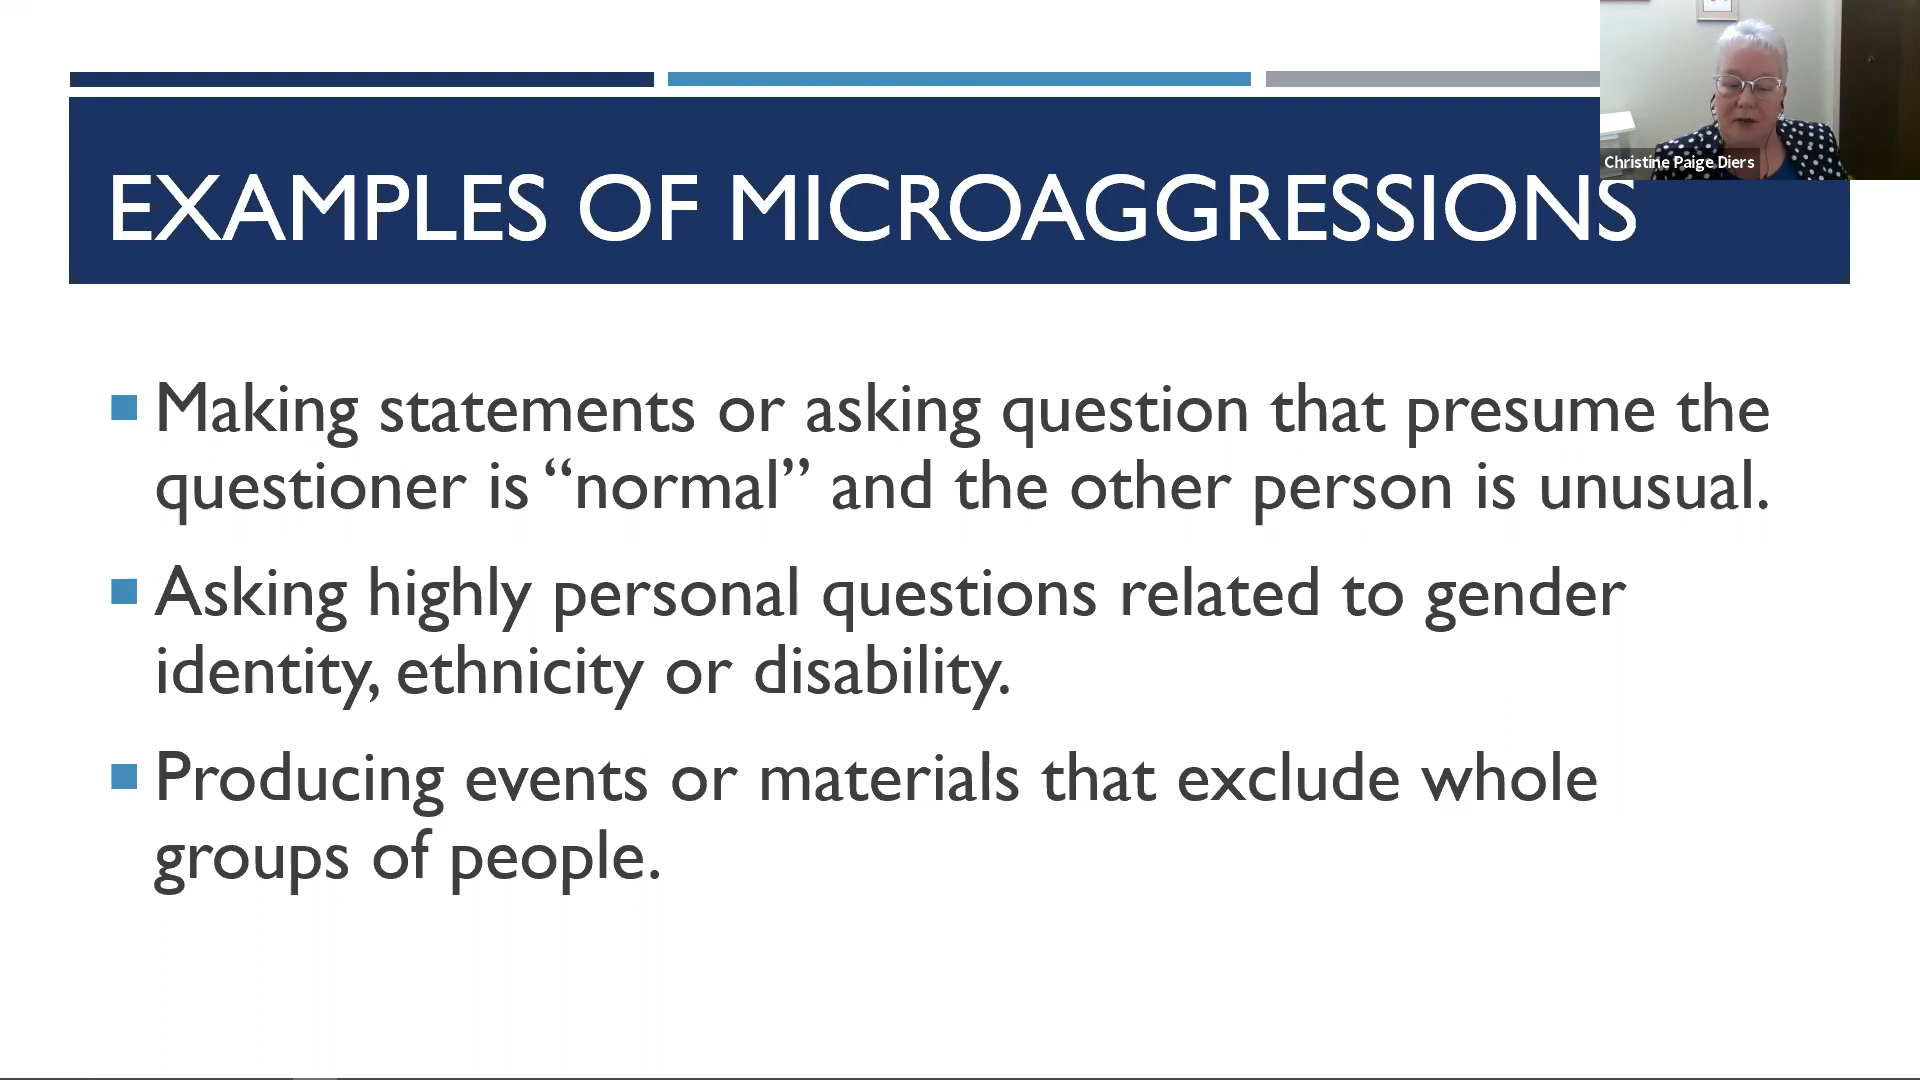 Christine Paige Diers
EXAMPLES OF MICROAGGRESSIONS
Making statements or asking question that presume the
questioner is “normal” and the other person is unusual.
Asking highly personal questions related to gender
identity, ethnicity or disability.
Producing events or materials that exclude whole
groups of people.